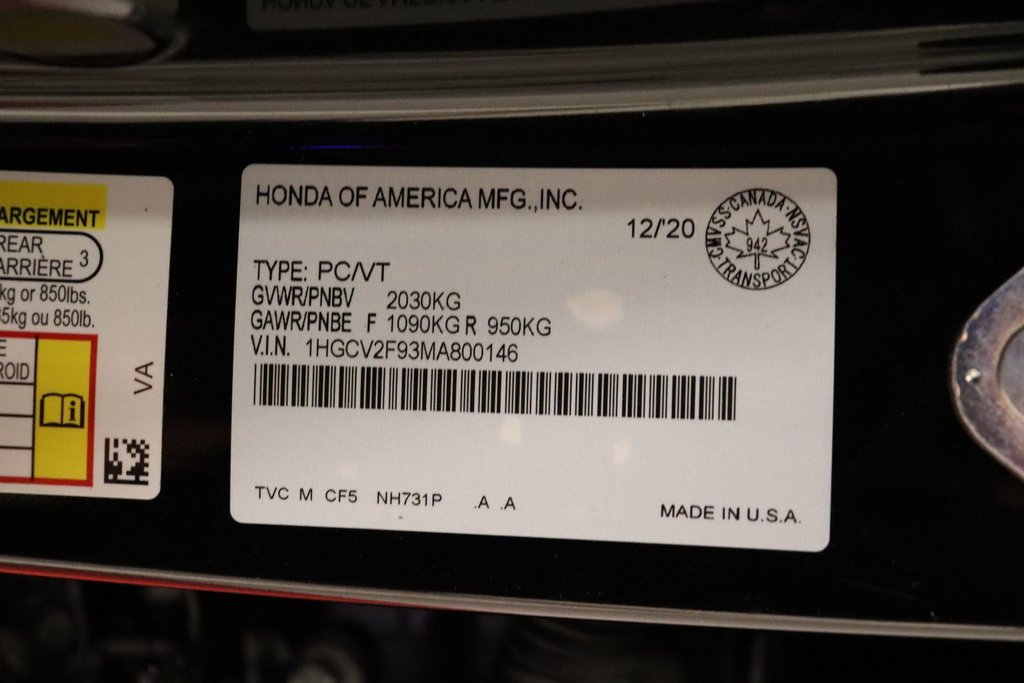 HONDA OF AMERICA MFG.,INC.
12/'20
CMVSS·CANADA·NSVAC
942
TRANSPORT
TYPE: PC/VT
GVWR/PNBV 2030KG
GAWR/PNBE F 1090KG R 950KG
V.I.N. 1HGCV2F93MA800146
TVC M CF5 NH731P .A .A
MADE IN U.S.A.
ARGEMENT
REAR
ARRIÈRE 3
kg or 850lbs.
5kg ou 850lb.
E
ROID
VA